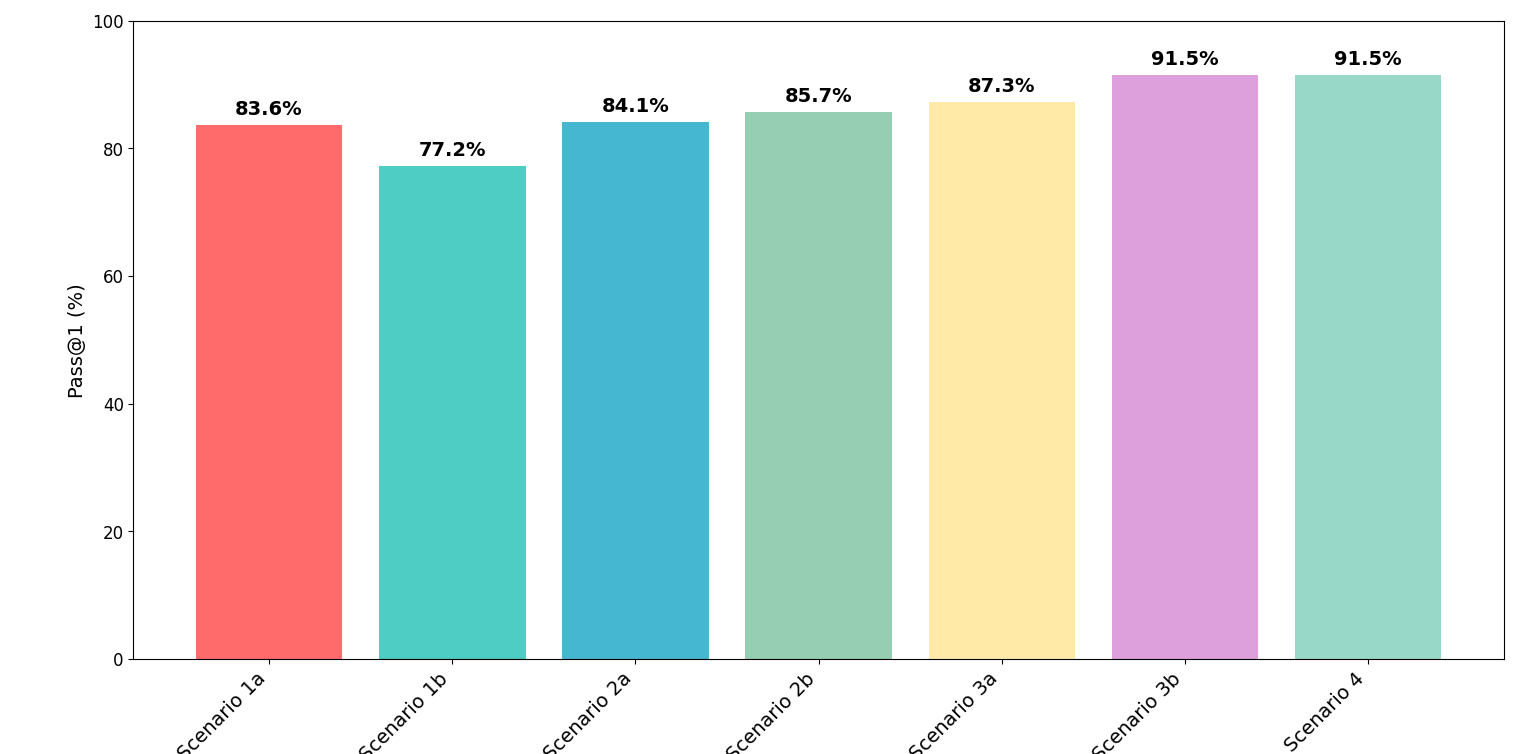 Pass@1 (%)
100
80
60
40
20
0
83.6%
77.2%
84.1%
85.7%
87.3%
91.5%
91.5%
Scenario 1a
Scenario 1b
Scenario 2a
Scenario 2b
Scenario 3a
Scenario 3b
Scenario 4